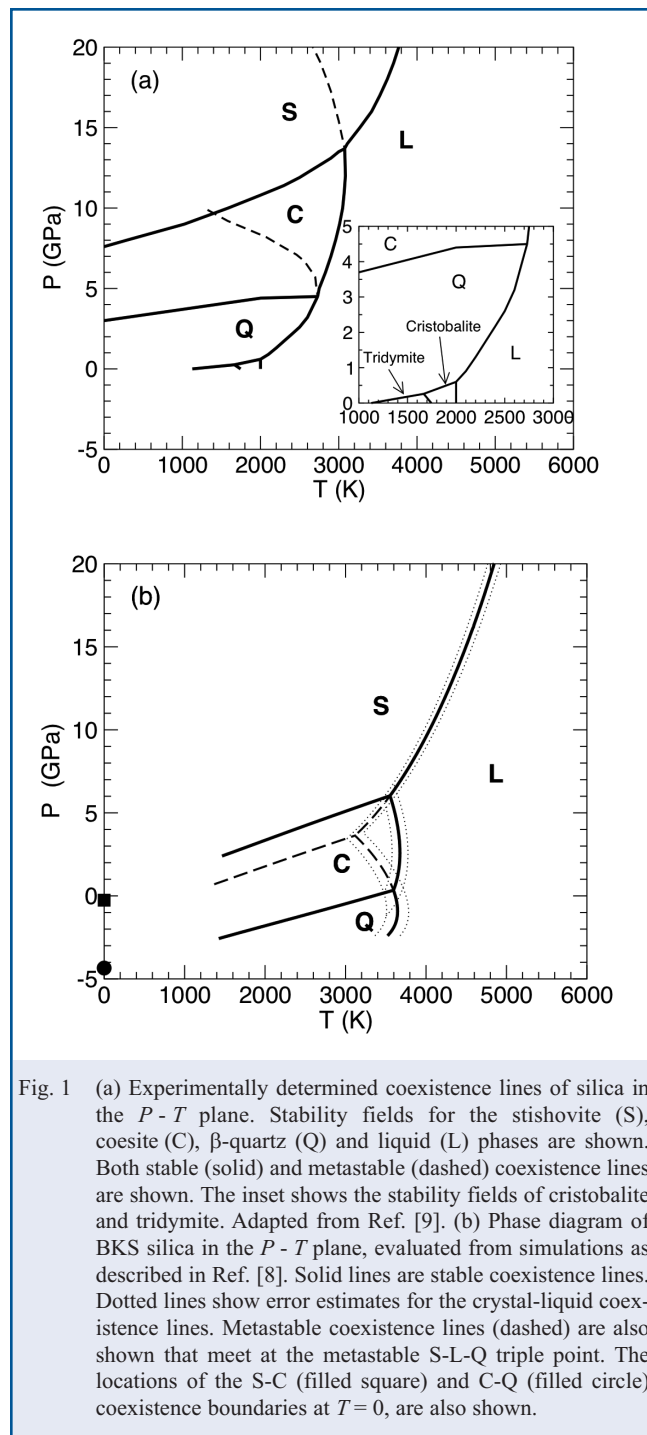 20
(a)
15
S
L
10
C
5
Q
0
-5
P (GPa)
0
1000
2000
3000
4000
5000
6000
T (K)
5
4
3
2
1
0
C
Q
Cristobalite
Tridymite
L
1000
1500
2000
2500
3000
0
20
(b)
15
S
10
L
5
C
0
Q
-5
P (GPa)
0
1000
2000
3000
4000
5000
6000
T (K)
Fig. 1 (a) Experimentally determined coexistence lines of silica in
the P - T plane. Stability fields for the stishovite (S),
coesite (C), β-quartz (Q) and liquid (L) phases are shown.
Both stable (solid) and metastable (dashed) coexistence lines
are shown. The inset shows the stability fields of cristobalite
and tridymite. Adapted from Ref. [9]. (b) Phase diagram of
BKS silica in the P - T plane, evaluated from simulations as
described in Ref. [8]. Solid lines are stable coexistence lines.
Dotted lines show error estimates for the crystal-liquid coex-
istence lines. Metastable coexistence lines (dashed) are also
shown that meet at the metastable S-L-Q triple point. The
locations of the S-C (filled square) and C-Q (filled circle)
coexistence boundaries at T = 0, are also shown.